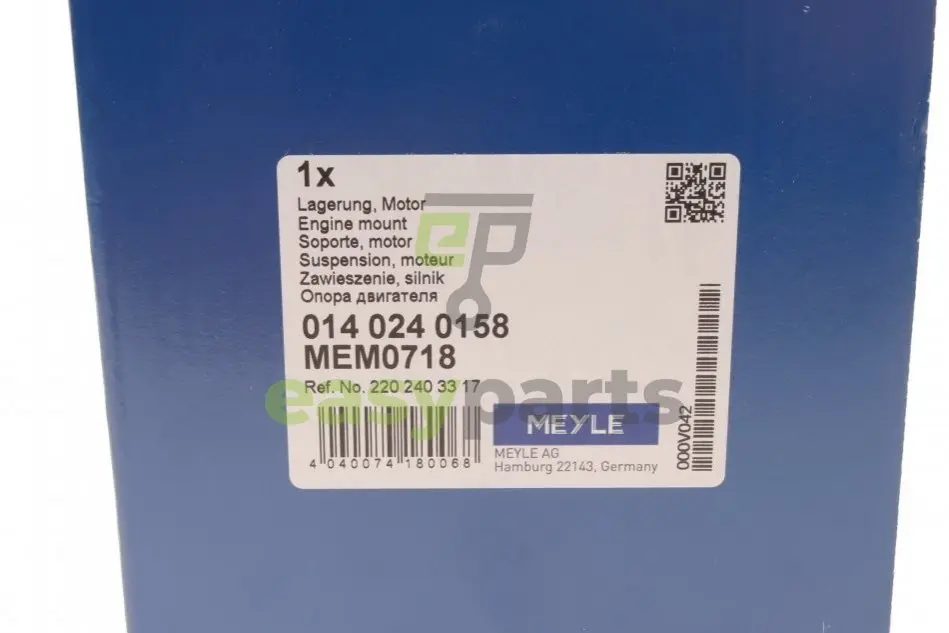 1x
Lagerung, Motor
Engine mount
Soporte, motor
Suspension, moteur
Zawieszenie, silnik
Опора двигателя
014 024 0158
MEM0718
Ref. No. 220 240 33 17
4 040074 180068
MEYLE
MEYLE AG
Hamburg 22143, Germany
000V042
ep
easyparts